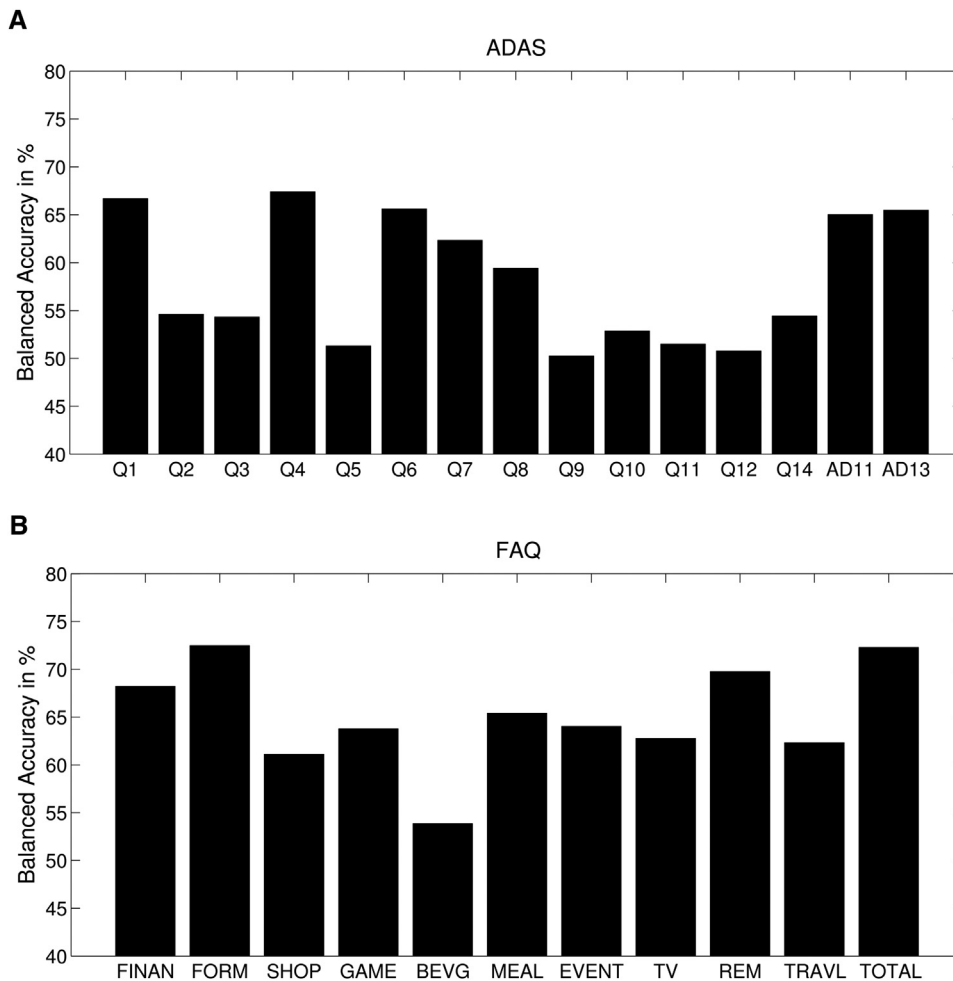 A
ADAS
Balanced Accuracy in %
80
75
70
65
60
55
50
45
40
Q1 Q2 Q3 Q4 Q5 Q6 Q7 Q8 Q9 Q10 Q11 Q12 Q14 AD11 AD13
B
FAQ
Balanced Accuracy in %
80
75
70
65
60
55
50
45
40
FINAN FORM SHOP GAME BEVG MEAL EVENT TV REM TRAVL TOTAL